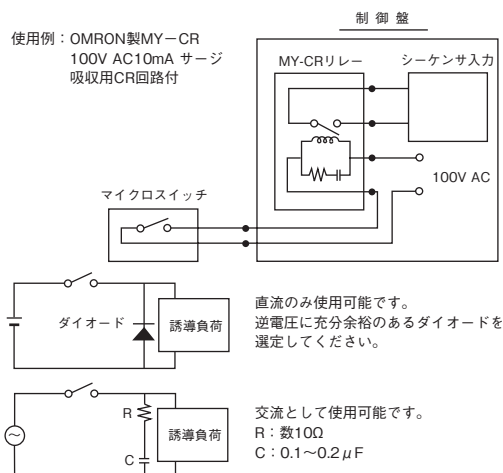 制 御 盤
使用例：OMRON製MY－CR
100V AC10mA サージ
吸収用CR回路付
MY-CRリレー
シーケンサ入力
100V AC
マイクロスイッチ
ダイオード
誘導負荷
直流のみ使用可能です。
逆電圧に充分余裕のあるダイオードを
選定してください。
R
C
誘導負荷
交流として使用可能です。
R：数10Ω
C：0.1〜0.2μF